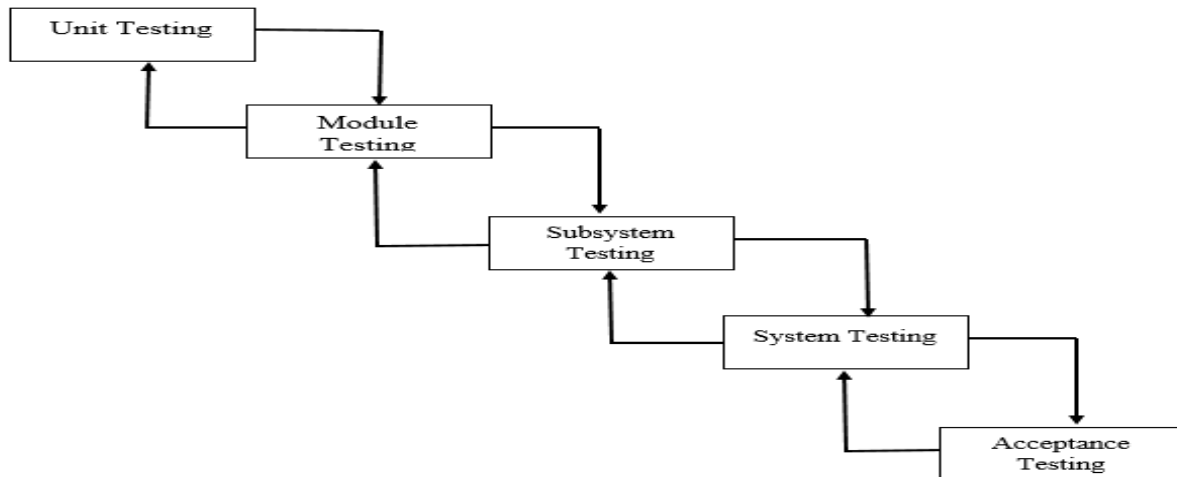 Unit Testing
Module
Testing
Subsystem
Testing
System Testing
Acceptance
Testing